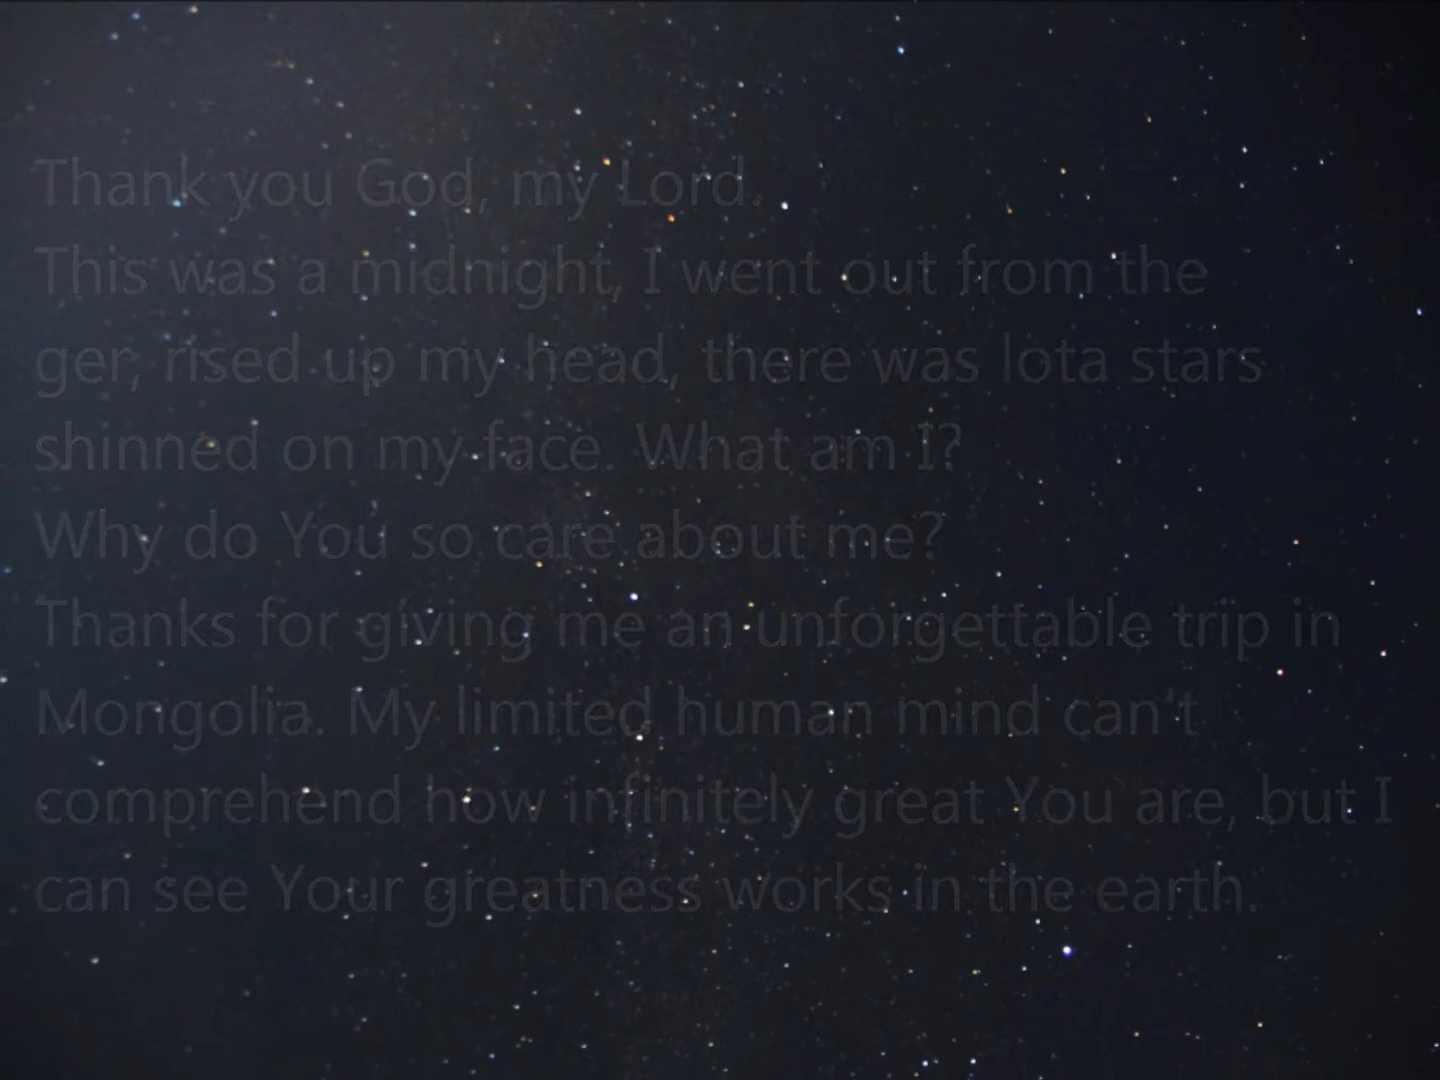 Thank you God, my Lord.
This was a midnight, I went out from the
ger, rised up my head, there was lota stars
shinned on my face. What am I?
Why do You so care about me?
Thanks for giving me an unforgettable trip in
Mongolia. My limited human mind can't
comprehend how infinitely great You are, but I
can see Your greatness works in the earth.